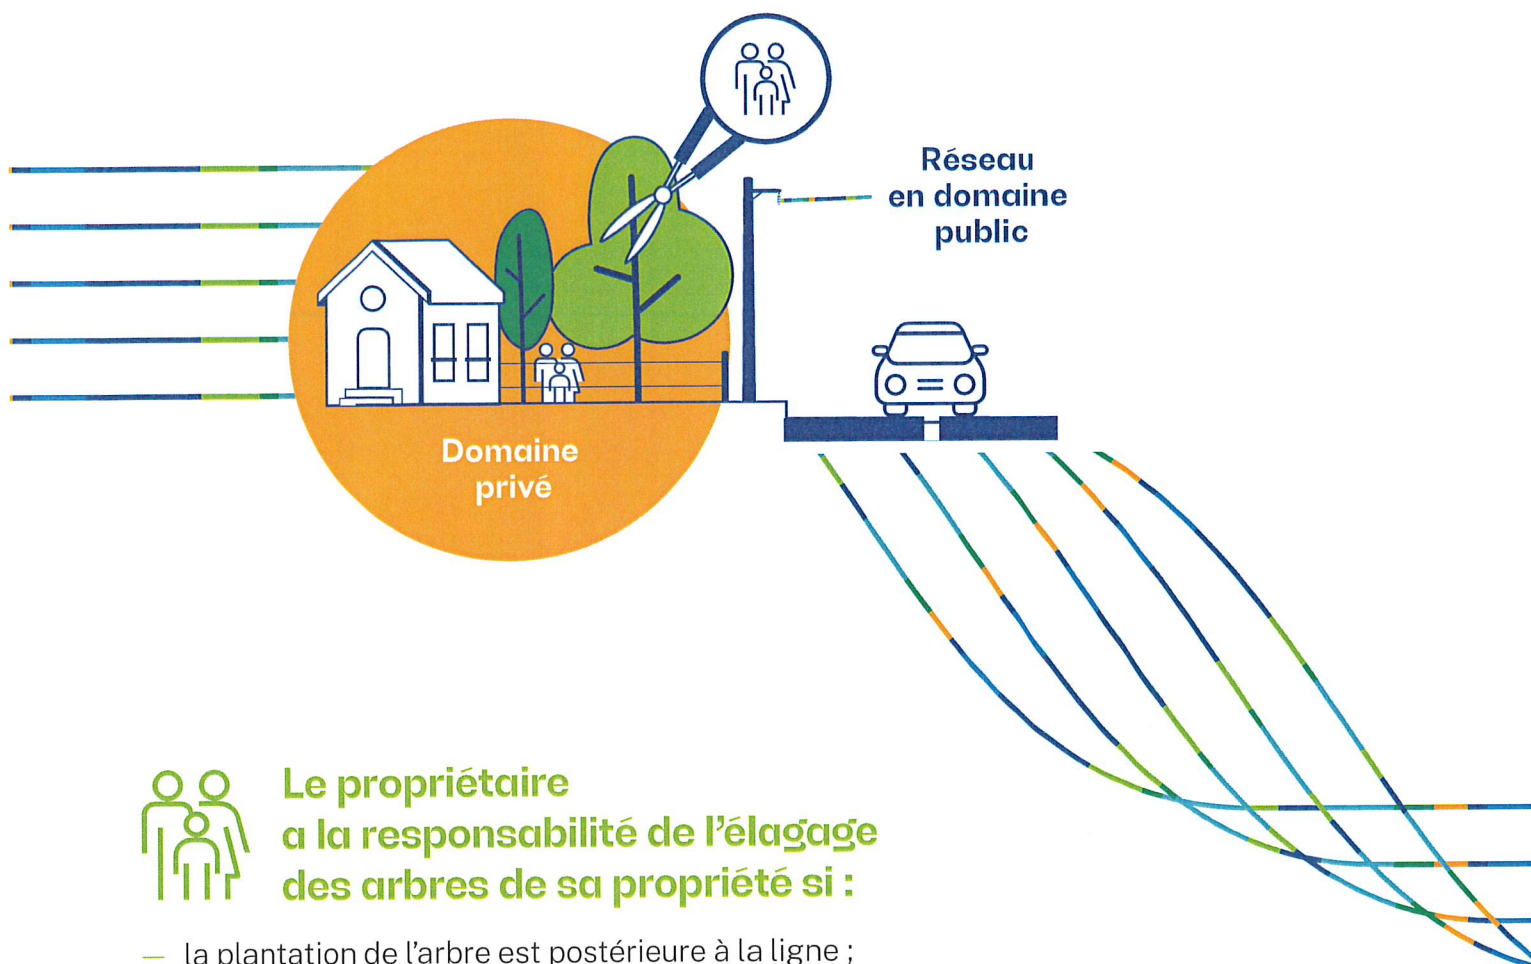 Réseau
en domaine
public
Domaine
privé
Le propriétaire
a la responsabilité de l'élagage
des arbres de sa propriété si :
— la plantation de l'arbre est postérieure à la ligne ;